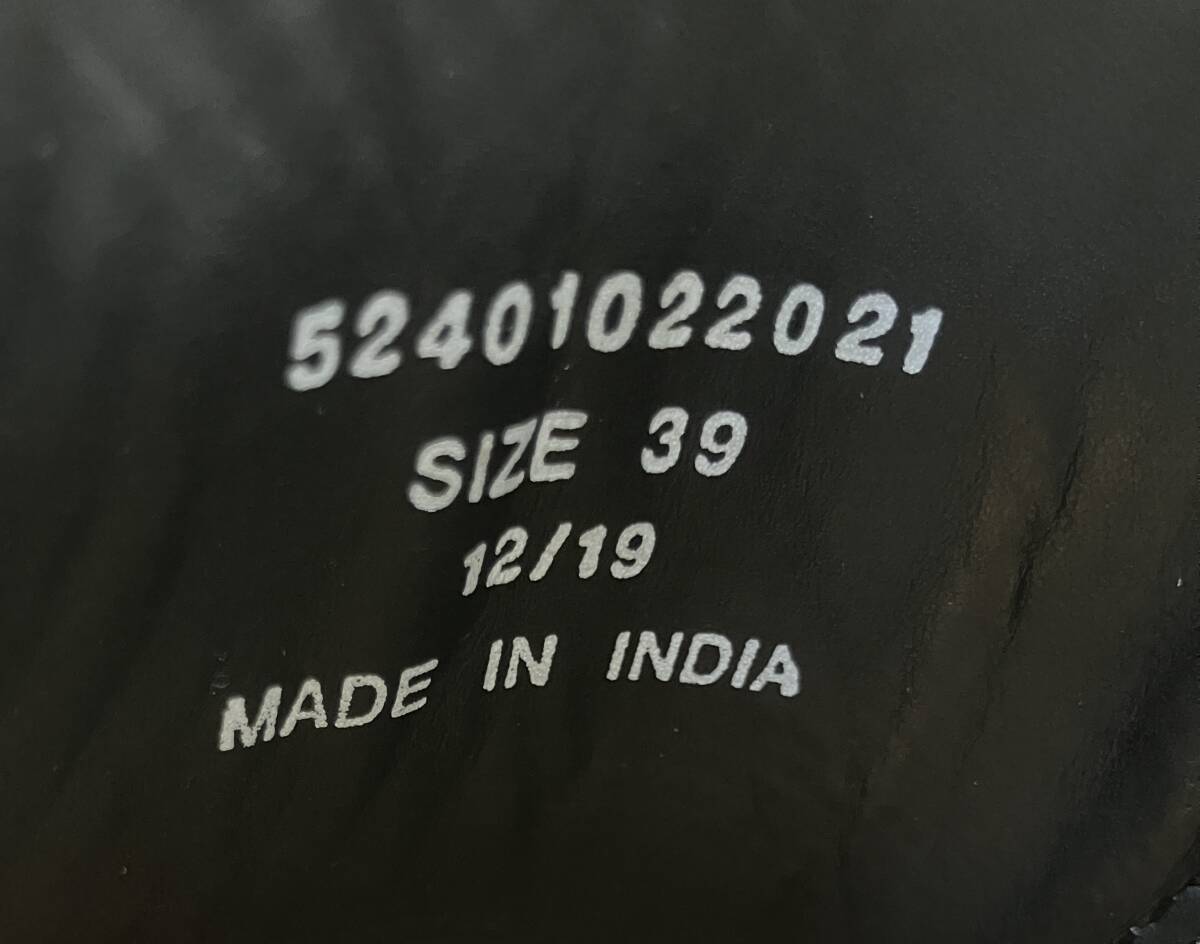 52401022021
SIZE 39
12/19
MADE IN INDIA